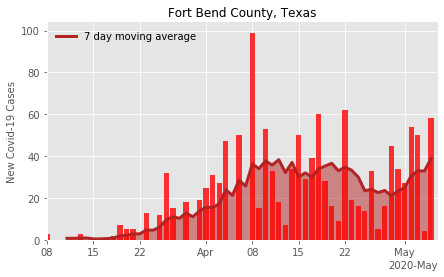 Fort Bend County, Texas
7 day moving average
New Covid-19 Cases
100
80
60
40
20
0
08 15 22 Apr 08 15 22 May
2020-May